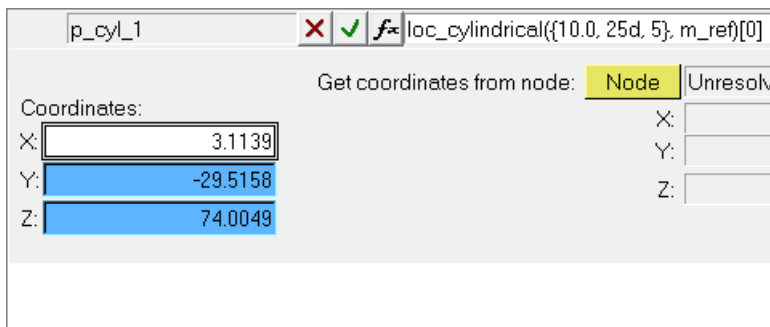 p_cyl_1 fx loc_cylindrical({10.0, 25d, 5}, m_ref)[0]
Get coordinates from node: Node
Coordinates:
X: 3.1139
Y: -29.5158
Z: 74.0049
X:
Y:
Z: